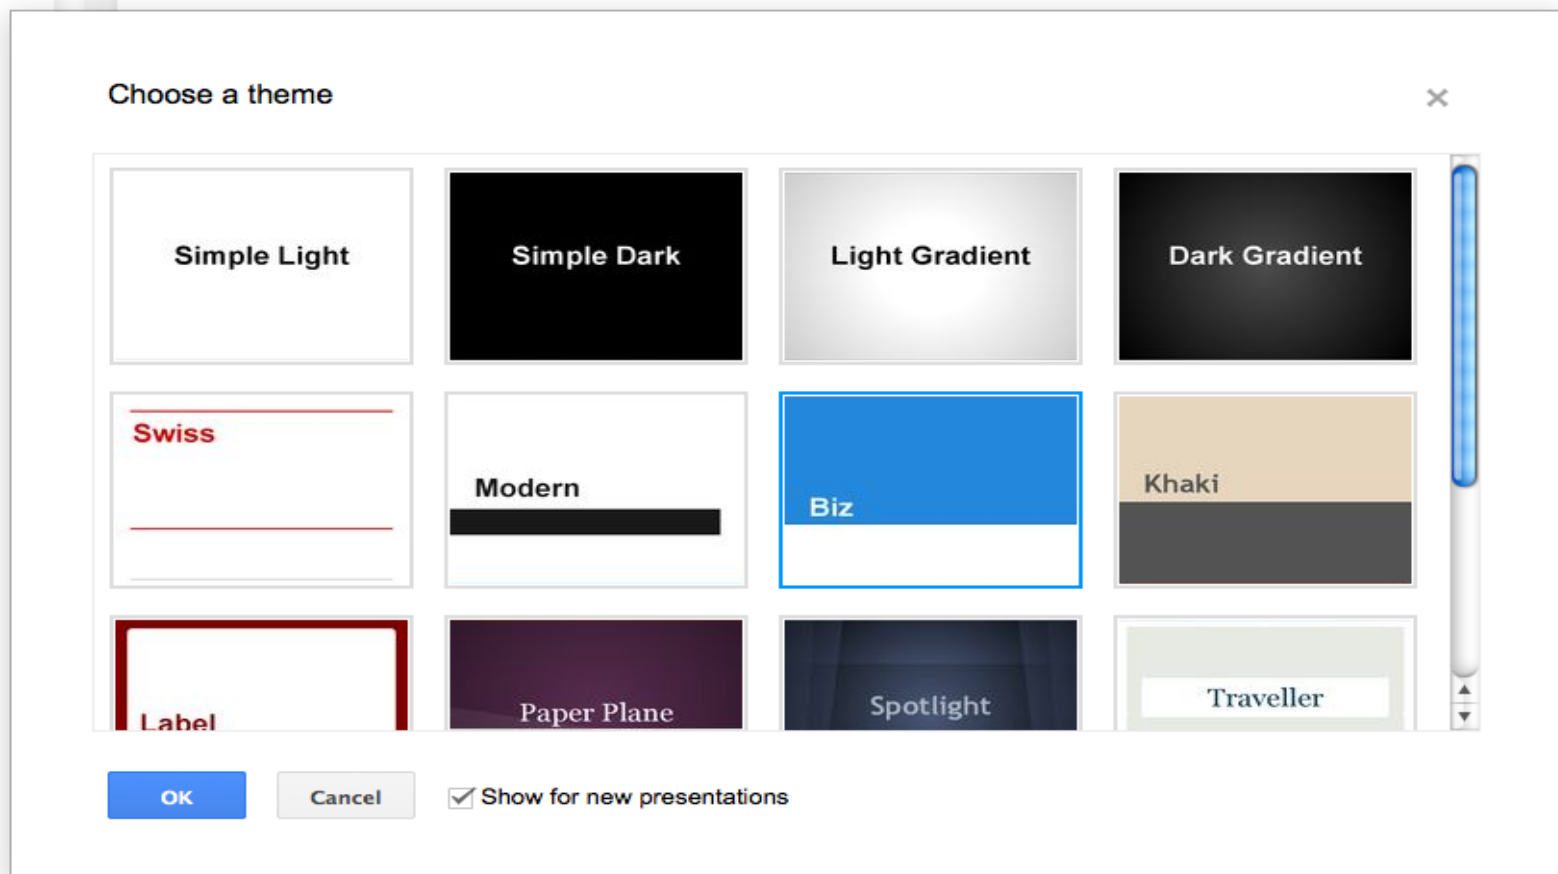 Choose a theme
Simple Light
Simple Dark
Light Gradient
Dark Gradient
Swiss
Modern
Biz
Khaki
Label
Paper Plane
Spotlight
Traveller
OK
Cancel
Show for new presentations